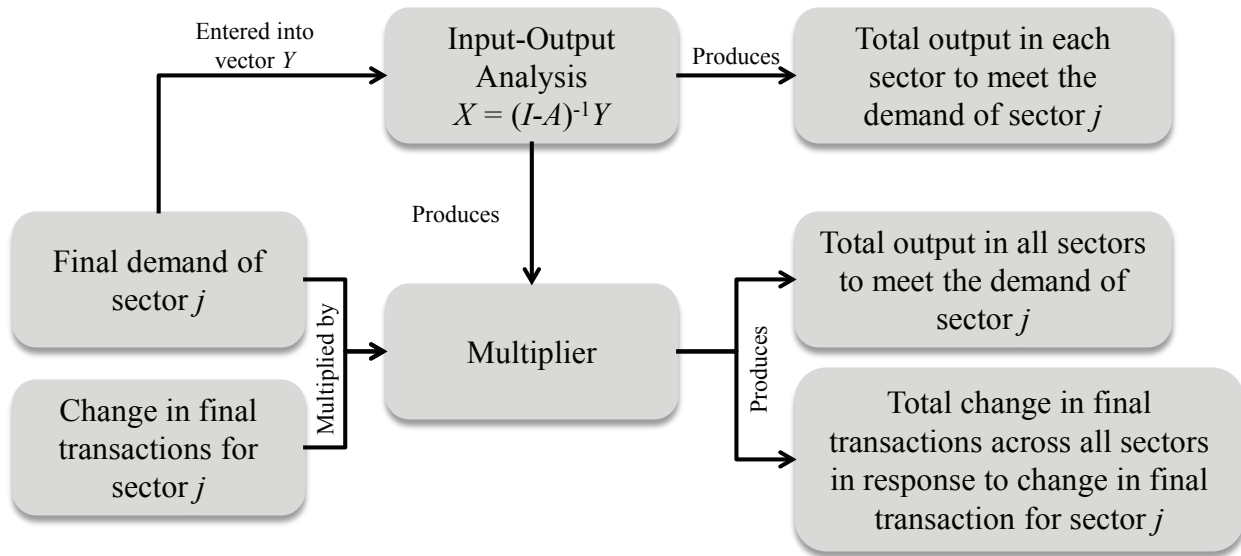 Entered into
vector Y
Input-Output
Analysis
X = (I-A)⁻¹Y
Produces
Total output in each
sector to meet the
demand of sector j
Produces
Final demand of
sector j
Multiplied by
Multiplier
Produces
Total output in all sectors
to meet the demand of
sector j
Change in final
transactions for
sector j
Total change in final
transactions across all sectors
in response to change in final
transaction for sector j